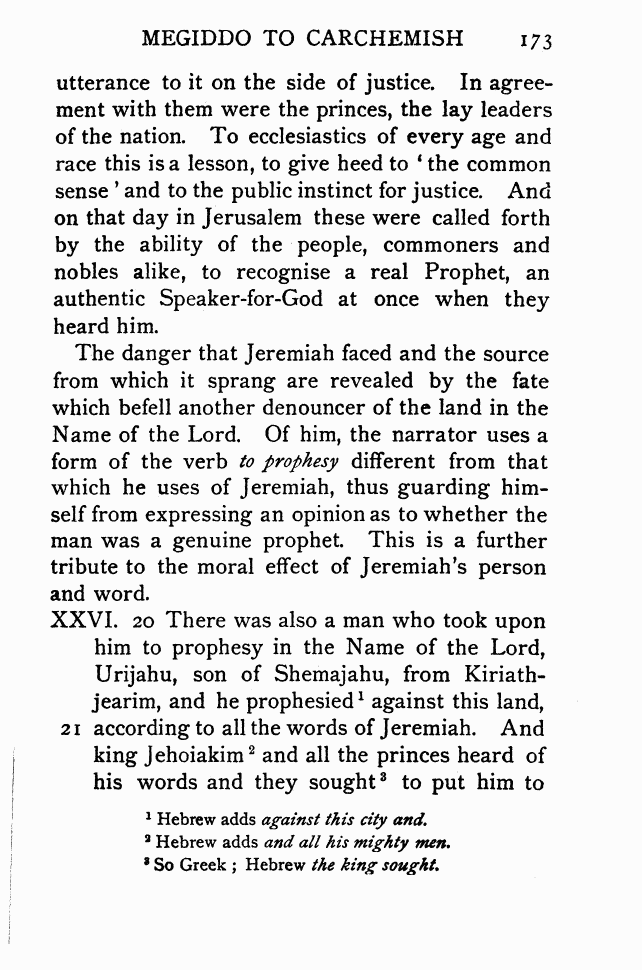 MEGIDDO TO CARCHEMISH 173
utterance to it on the side of justice. In agree-
ment with them were the princes, the lay leaders
of the nation. To ecclesiastics of every age and
race this is a lesson, to give heed to ‘ the common
sense ’ and to the public instinct for justice. And
on that day in Jerusalem these were called forth
by the ability of the people, commoners and
nobles alike, to recognise a real Prophet, an
authentic Speaker-for-God at once when they
heard him.
The danger that Jeremiah faced and the source
from which it sprang are revealed by the fate
which befell another denouncer of the land in the
Name of the Lord. Of him, the narrator uses a
form of the verb to prophesy different from that
which he uses of Jeremiah, thus guarding him-
self from expressing an opinion as to whether the
man was a genuine prophet. This is a further
tribute to the moral effect of Jeremiah's person
and word.
XXVI. 20 There was also a man who took upon
him to prophesy in the Name of the Lord,
Urijahu, son of Shemajahu, from Kiriath-
jearim, and he prophesied ¹ against this land,
21 according to all the words of Jeremiah. And
king Jehoiakim ² and all the princes heard of
his words and they sought ³ to put him to
¹ Hebrew adds against this city and.
² Hebrew adds and all his mighty men.
³ So Greek ; Hebrew the king sought.